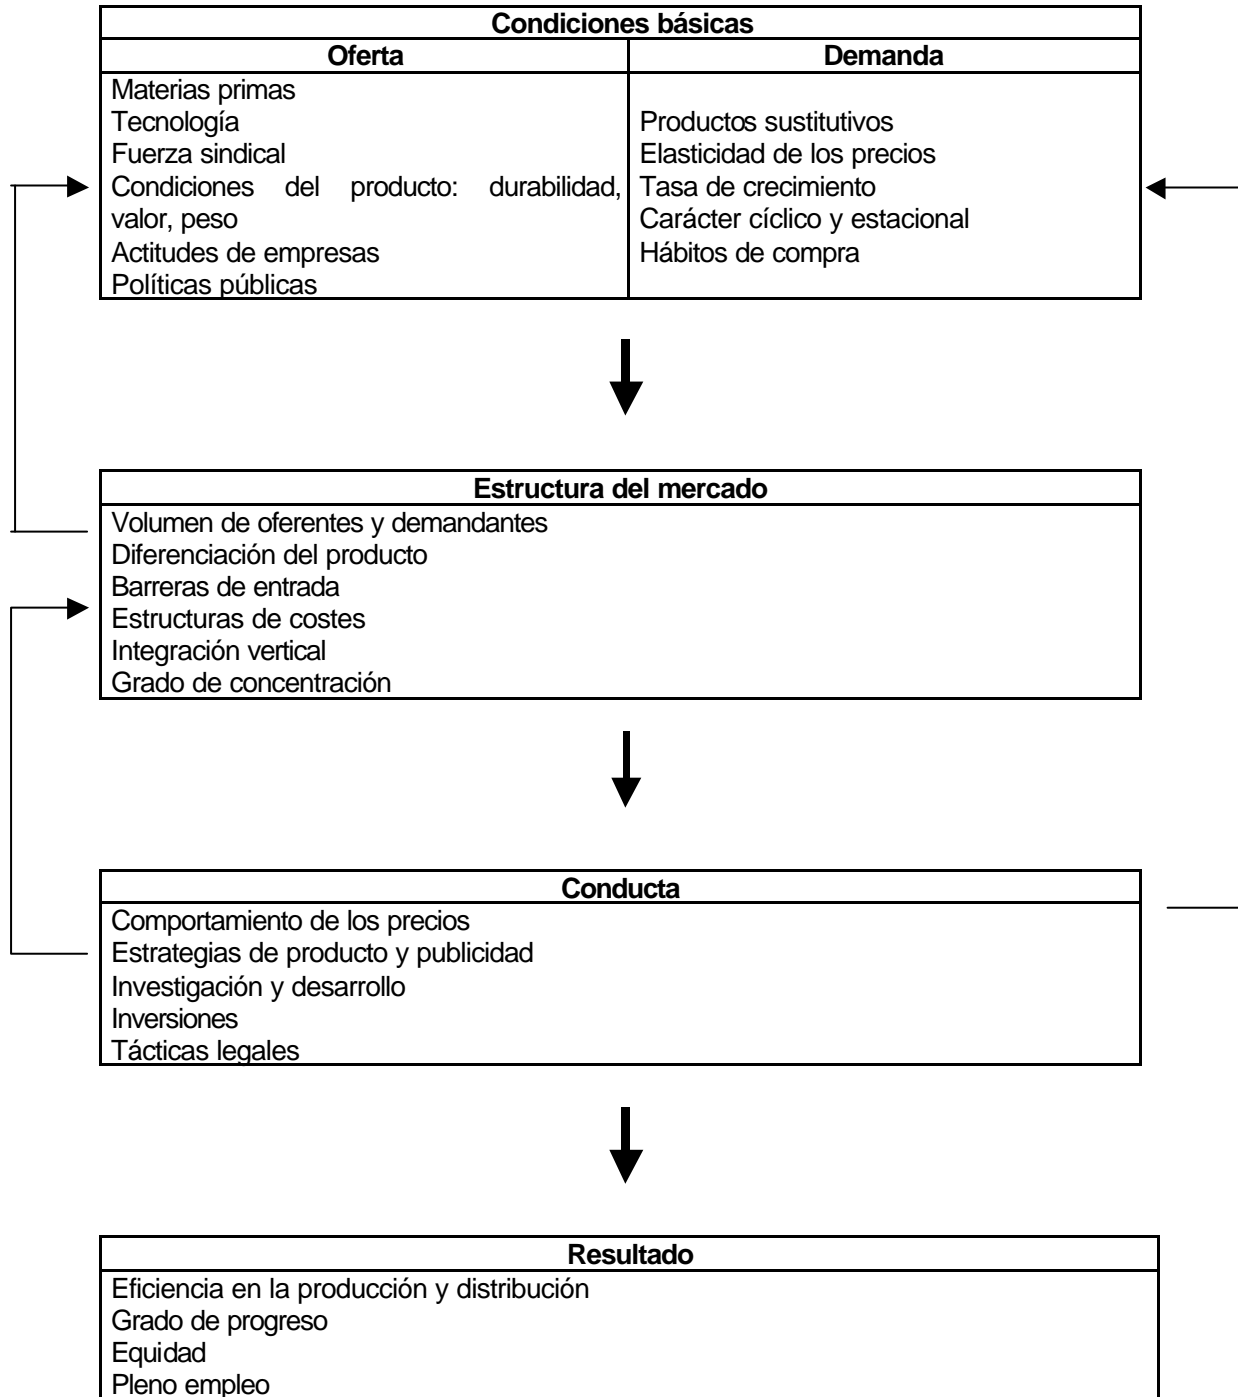 Condiciones básicas
Oferta
Demanda
Materias primas
Tecnología
Fuerza sindical
Condiciones del producto: durabilidad,
valor, peso
Actitudes de empresas
Políticas públicas
Productos sustitutivos
Elasticidad de los precios
Tasa de crecimiento
Carácter cíclico y estacional
Hábitos de compra
Estructura del mercado
Volumen de oferentes y demandantes
Diferenciación del producto
Barreras de entrada
Estructuras de costes
Integración vertical
Grado de concentración
Conducta
Comportamiento de los precios
Estrategias de producto y publicidad
Investigación y desarrollo
Inversiones
Tácticas legales
Resultado
Eficiencia en la producción y distribución
Grado de progreso
Equidad
Pleno empleo